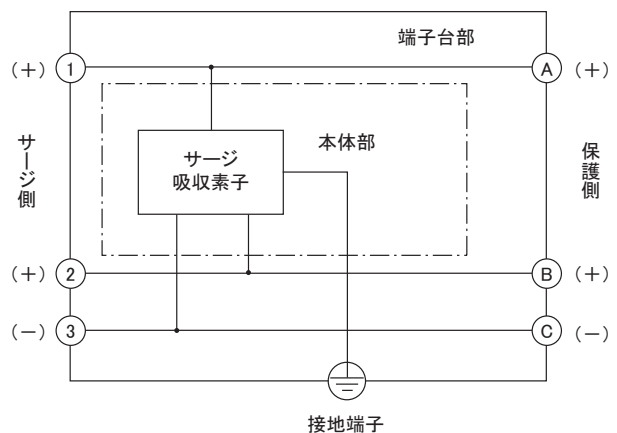 端子台部
(+) 1 A (+)
サージ側
保護側
本体部
サージ
吸収素子
(+) 2 B (+)
(−) 3 C (−)
接地端子